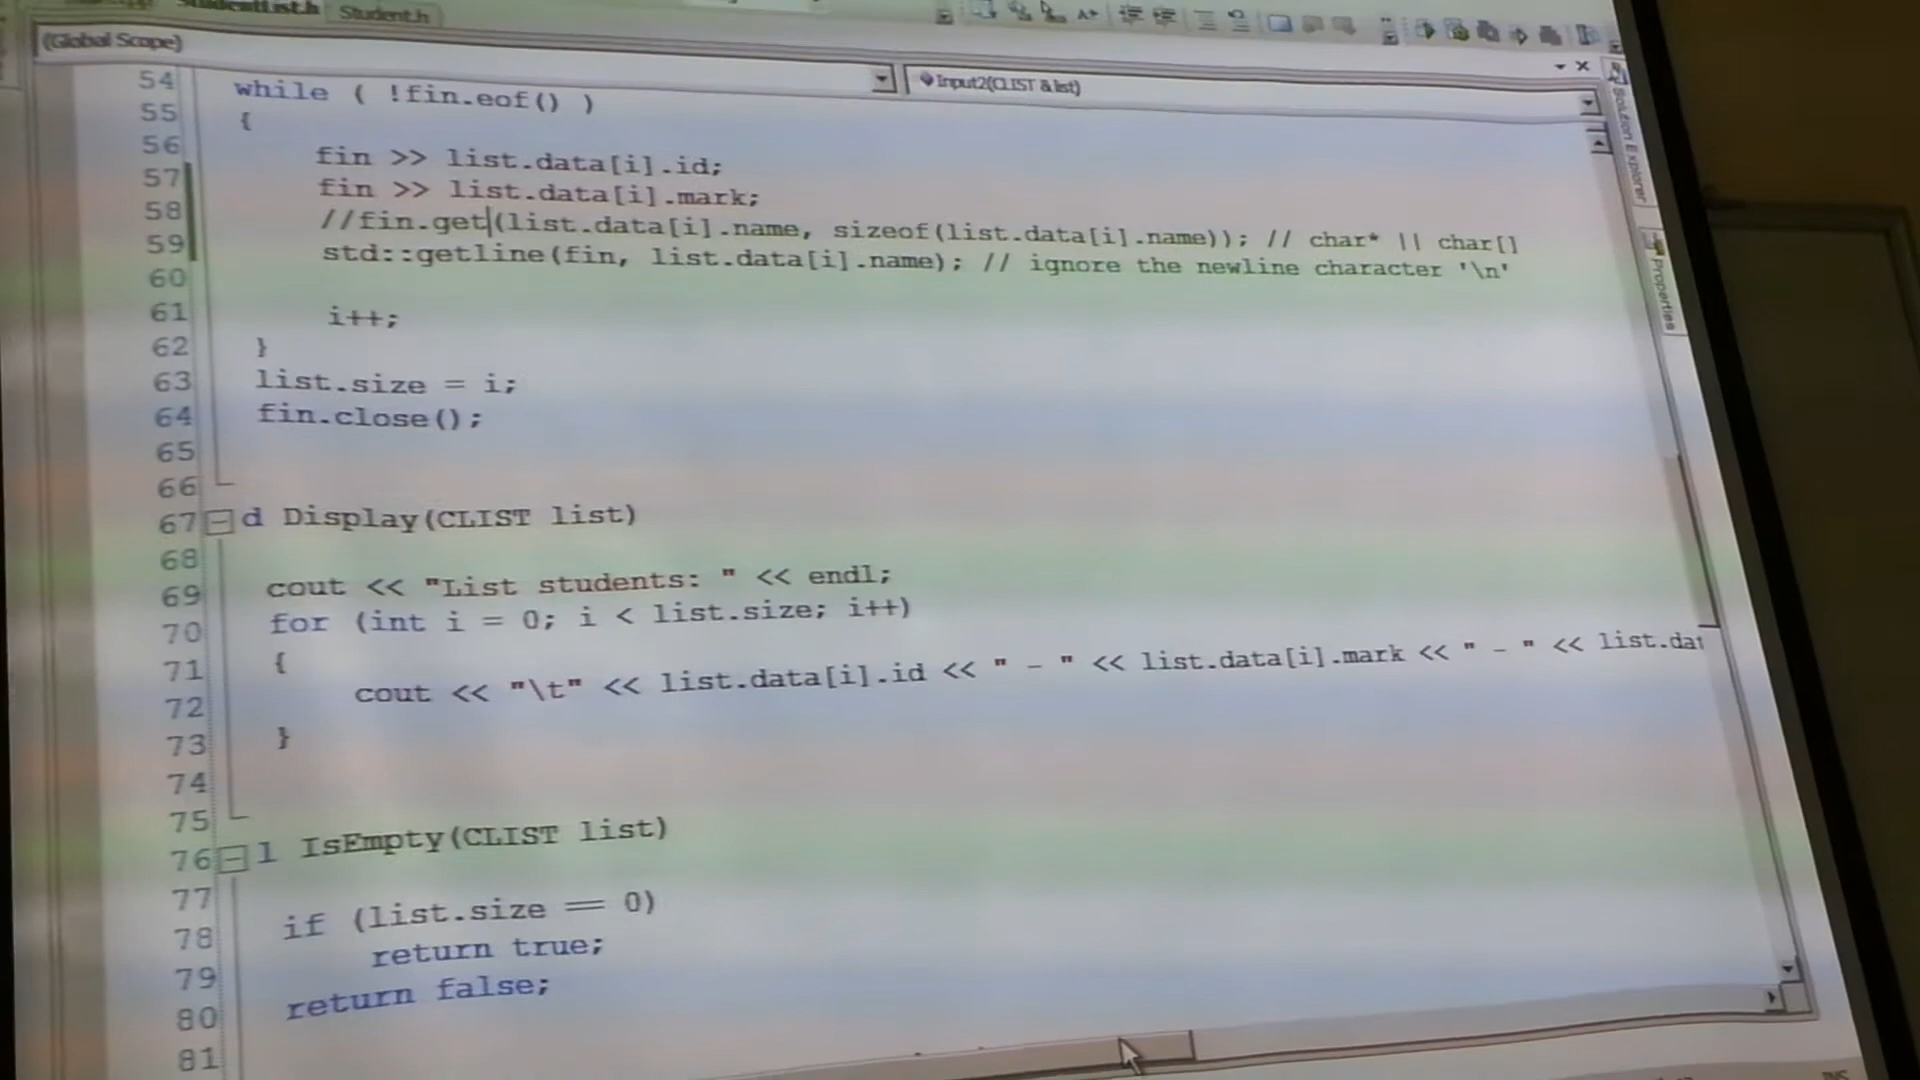 StudentList.h Student.h
(Global Scope)
Input2(CLIST & list)
Solution Explorer
Properties
54 while ( !fin.eof() )
55 {
56 fin >> list.data[i].id;
57 fin >> list.data[i].mark;
58 //fin.get(list.data[i].name, sizeof(list.data[i].name)); // char* || char[]
59 std::getline(fin, list.data[i].name); // ignore the newline character '\n'
60
61 i++;
62 }
63 list.size = i;
64 fin.close();
65
66
67 d Display(CLIST list)
68
69 cout << "List students: " << endl;
70 for (int i = 0; i < list.size; i++)
71 {
72 cout << "\t" << list.data[i].id << " - " << list.data[i].mark << " - " << list.dat
73 }
74
75
76 l IsEmpty(CLIST list)
77
78 if (list.size == 0)
79 return true;
80 return false;
81